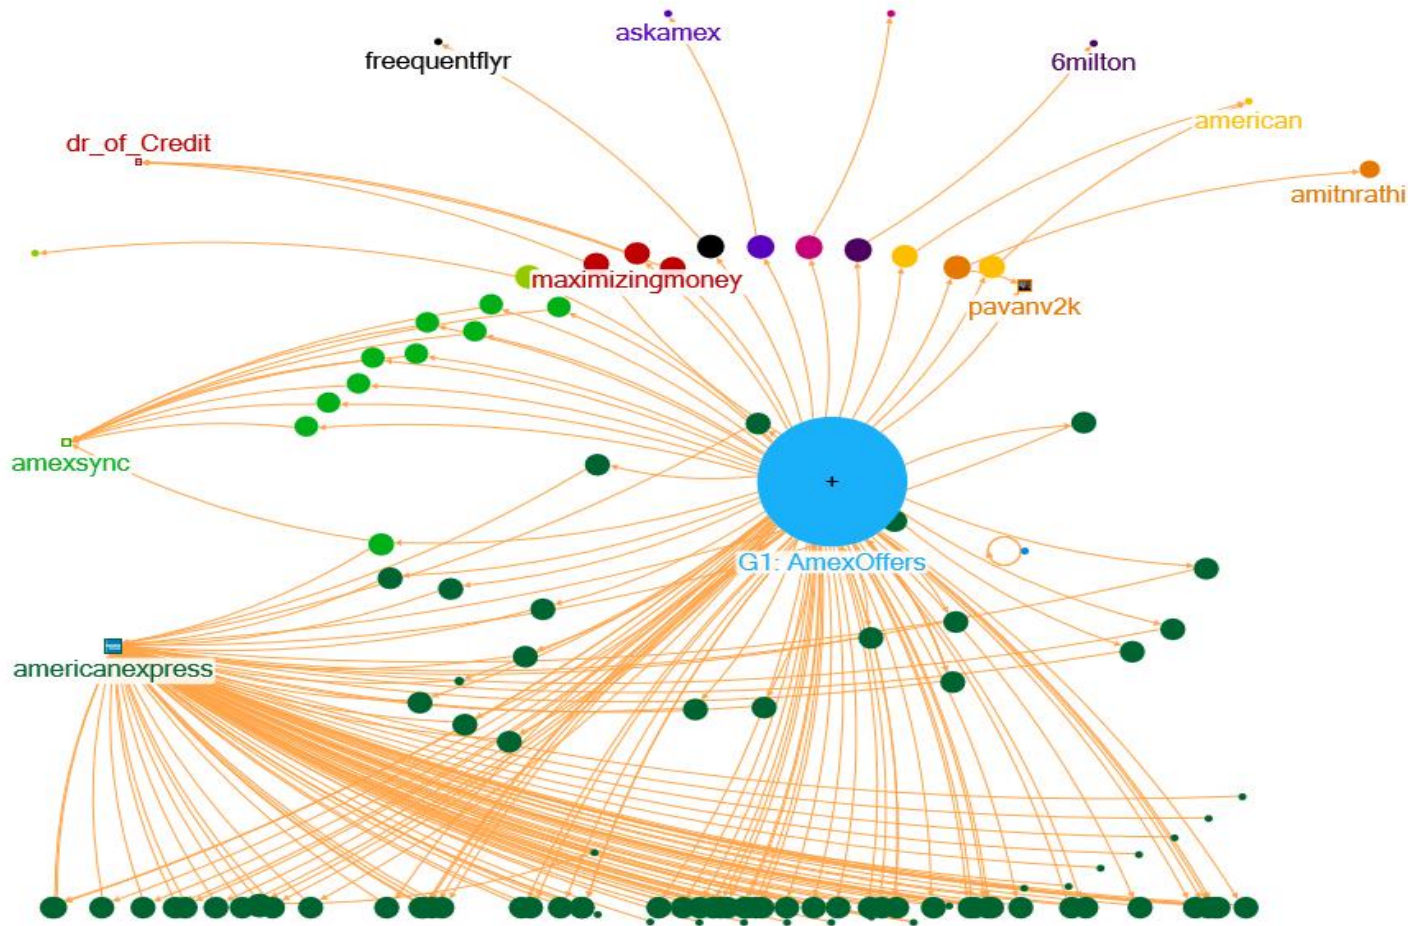 askamex
freequentflyr
6milton
american
dr_of_Credit
amitnrathi
maximizingmoney
pavanv2k
amexsync
G1: AmexOffers
americanexpress